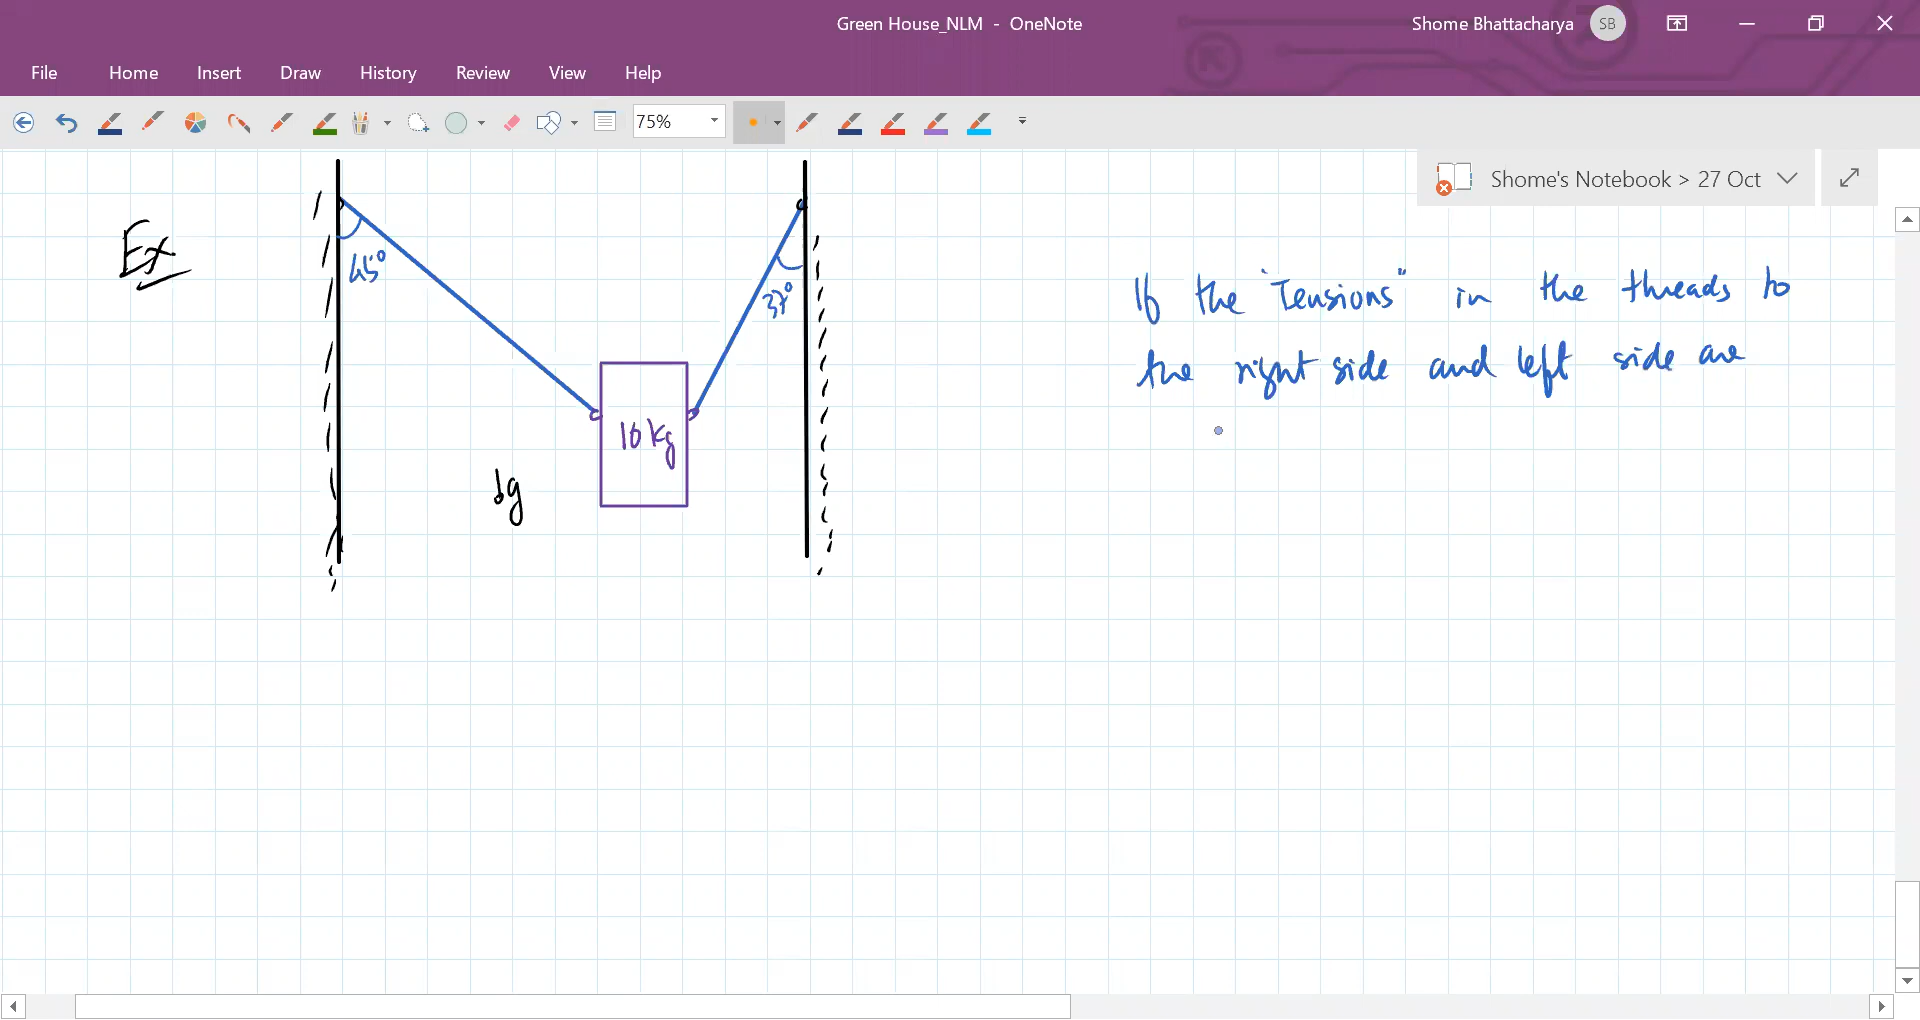 Green House_NLM - OneNote
Shome Bhattacharya SB
File Home Insert Draw History Review View Help
75%
Shome's Notebook > 27 Oct
Ex
45°
37°
10 kg
g
If the "Tensions" in the threads to
the right side and left side are